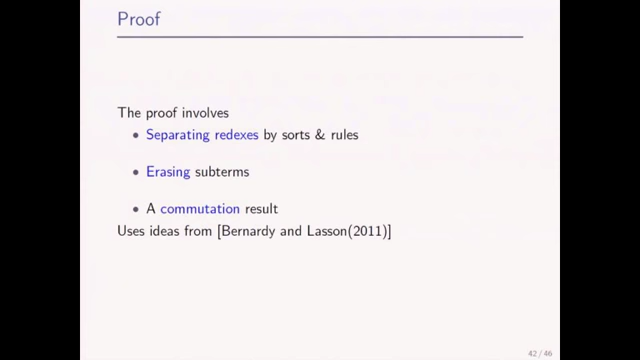 Proof
The proof involves
• Separating redexes by sorts & rules
• Erasing subterms
• A commutation result
Uses ideas from [Bernardy and Lasson(2011)]
42 / 46